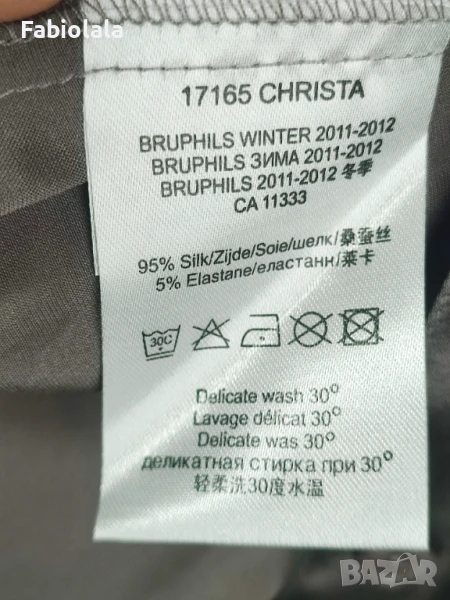 Fabiolala
17165 CHRISTA
BRUPHILS WINTER 2011-2012
BRUPHILS ЗИМА 2011-2012
BRUPHILS 2011-2012 冬季
CA 11333
95% Silk/Zijde/Soie/шелк/桑蚕丝
5% Elastane/еластанн/莱卡
30C
Delicate wash 30°
Lavage délicat 30°
Delicate was 30°
деликатная стирка при 30°
轻柔洗30度水温
BAZAR